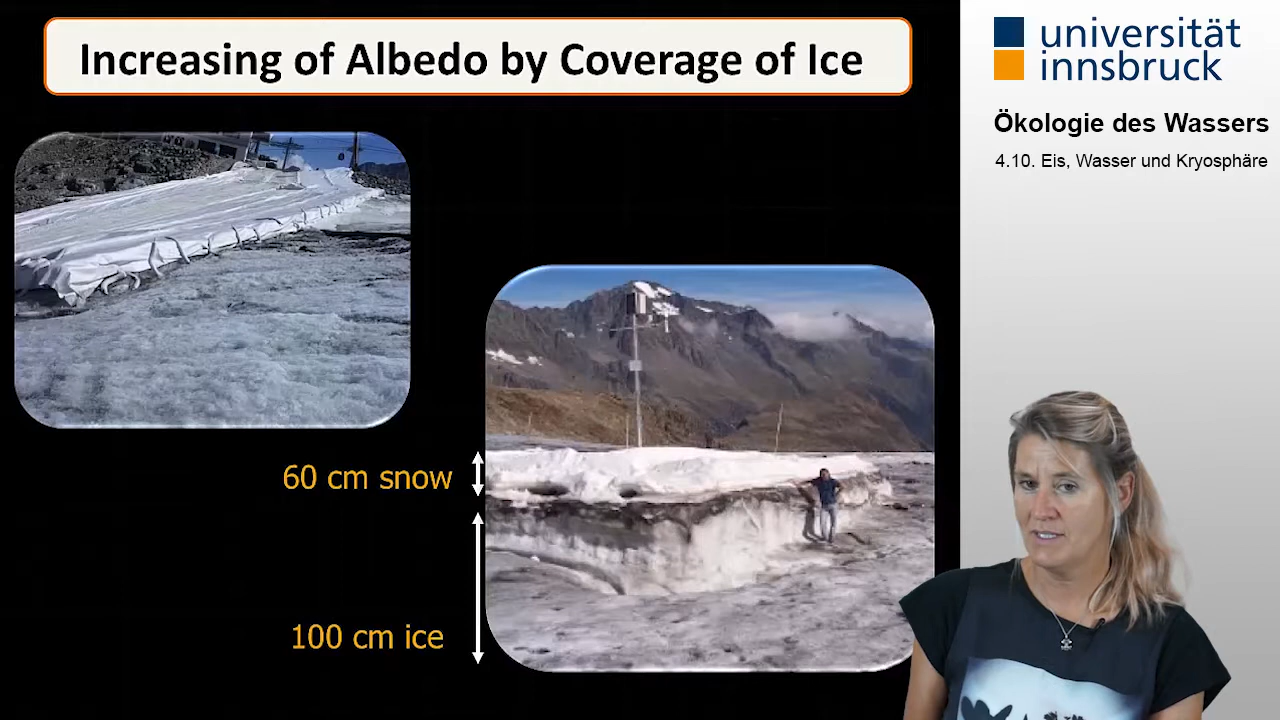 Increasing of Albedo by Coverage of Ice
60 cm snow
100 cm ice
universität
innsbruck
Ökologie des Wassers
4.10. Eis, Wasser und Kryosphäre